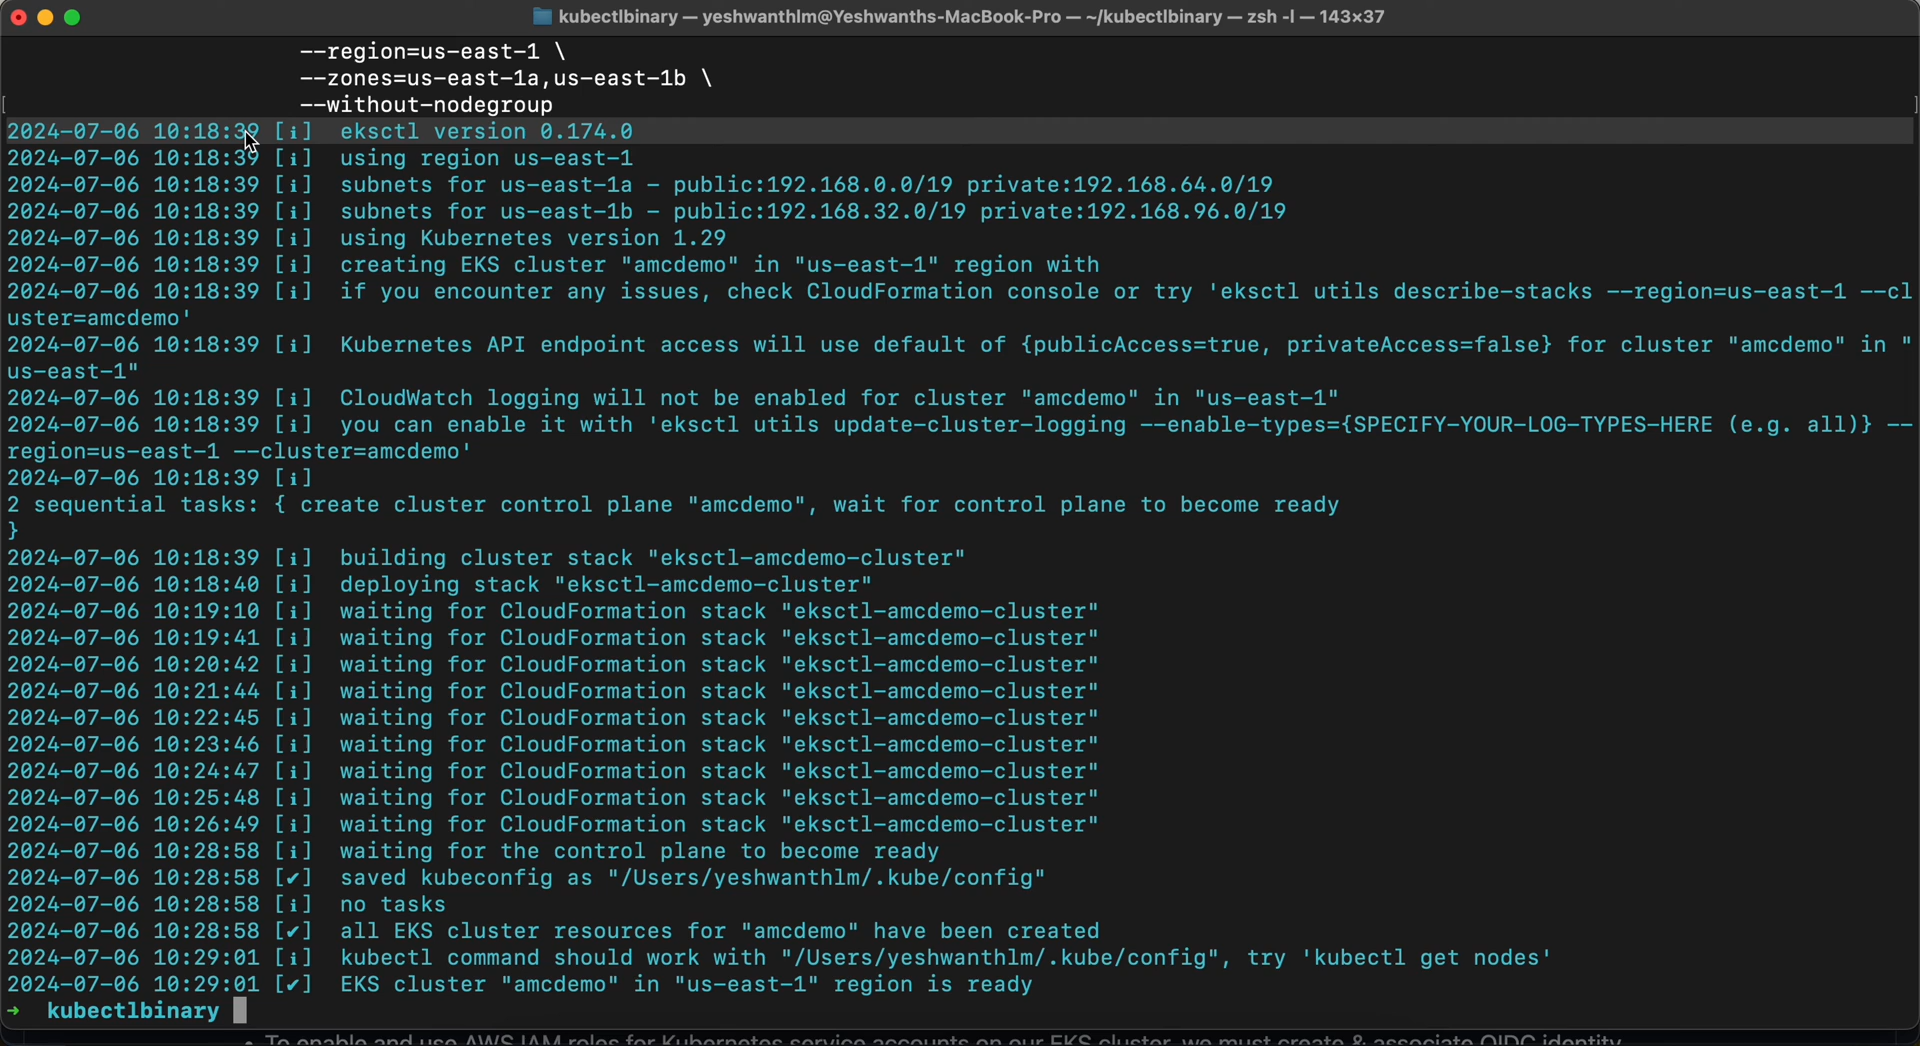 kubectlbinary — yeshwanthlm@Yeshwanths-MacBook-Pro — ~/kubectlbinary — zsh -l — 143×37
--region=us-east-1 \
--zones=us-east-1a,us-east-1b \
--without-nodegroup
2024-07-06 10:18:39 [ℹ]  eksctl version 0.174.0
2024-07-06 10:18:39 [ℹ]  using region us-east-1
2024-07-06 10:18:39 [ℹ]  subnets for us-east-1a - public:192.168.0.0/19 private:192.168.64.0/19
2024-07-06 10:18:39 [ℹ]  subnets for us-east-1b - public:192.168.32.0/19 private:192.168.96.0/19
2024-07-06 10:18:39 [ℹ]  using Kubernetes version 1.29
2024-07-06 10:18:39 [ℹ]  creating EKS cluster "amcdemo" in "us-east-1" region with
2024-07-06 10:18:39 [ℹ]  if you encounter any issues, check CloudFormation console or try 'eksctl utils describe-stacks --region=us-east-1 --cl
uster=amcdemo'
2024-07-06 10:18:39 [ℹ]  Kubernetes API endpoint access will use default of {publicAccess=true, privateAccess=false} for cluster "amcdemo" in "
us-east-1"
2024-07-06 10:18:39 [ℹ]  CloudWatch logging will not be enabled for cluster "amcdemo" in "us-east-1"
2024-07-06 10:18:39 [ℹ]  you can enable it with 'eksctl utils update-cluster-logging --enable-types={SPECIFY-YOUR-LOG-TYPES-HERE (e.g. all)} --
region=us-east-1 --cluster=amcdemo'
2024-07-06 10:18:39 [ℹ]
2 sequential tasks: { create cluster control plane "amcdemo", wait for control plane to become ready
}
2024-07-06 10:18:39 [ℹ]  building cluster stack "eksctl-amcdemo-cluster"
2024-07-06 10:18:40 [ℹ]  deploying stack "eksctl-amcdemo-cluster"
2024-07-06 10:19:10 [ℹ]  waiting for CloudFormation stack "eksctl-amcdemo-cluster"
2024-07-06 10:19:41 [ℹ]  waiting for CloudFormation stack "eksctl-amcdemo-cluster"
2024-07-06 10:20:42 [ℹ]  waiting for CloudFormation stack "eksctl-amcdemo-cluster"
2024-07-06 10:21:44 [ℹ]  waiting for CloudFormation stack "eksctl-amcdemo-cluster"
2024-07-06 10:22:45 [ℹ]  waiting for CloudFormation stack "eksctl-amcdemo-cluster"
2024-07-06 10:23:46 [ℹ]  waiting for CloudFormation stack "eksctl-amcdemo-cluster"
2024-07-06 10:24:47 [ℹ]  waiting for CloudFormation stack "eksctl-amcdemo-cluster"
2024-07-06 10:25:48 [ℹ]  waiting for CloudFormation stack "eksctl-amcdemo-cluster"
2024-07-06 10:26:49 [ℹ]  waiting for CloudFormation stack "eksctl-amcdemo-cluster"
2024-07-06 10:28:58 [ℹ]  waiting for the control plane to become ready
2024-07-06 10:28:58 [✔]  saved kubeconfig as "/Users/yeshwanthlm/.kube/config"
2024-07-06 10:28:58 [ℹ]  no tasks
2024-07-06 10:28:58 [✔]  all EKS cluster resources for "amcdemo" have been created
2024-07-06 10:29:01 [ℹ]  kubectl command should work with "/Users/yeshwanthlm/.kube/config", try 'kubectl get nodes'
2024-07-06 10:29:01 [✔]  EKS cluster "amcdemo" in "us-east-1" region is ready
➜  kubectlbinary
• To enable and use AWS IAM roles for Kubernetes service accounts on our EKS cluster, we must create & associate OIDC identity